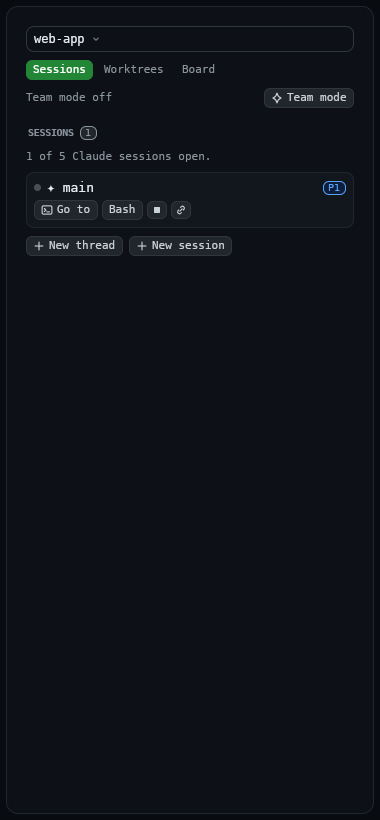 web-app
Sessions Worktrees Board
Team mode off Team mode
SESSIONS 1
1 of 5 Claude sessions open.
main P1
Go to Bash
New thread New session